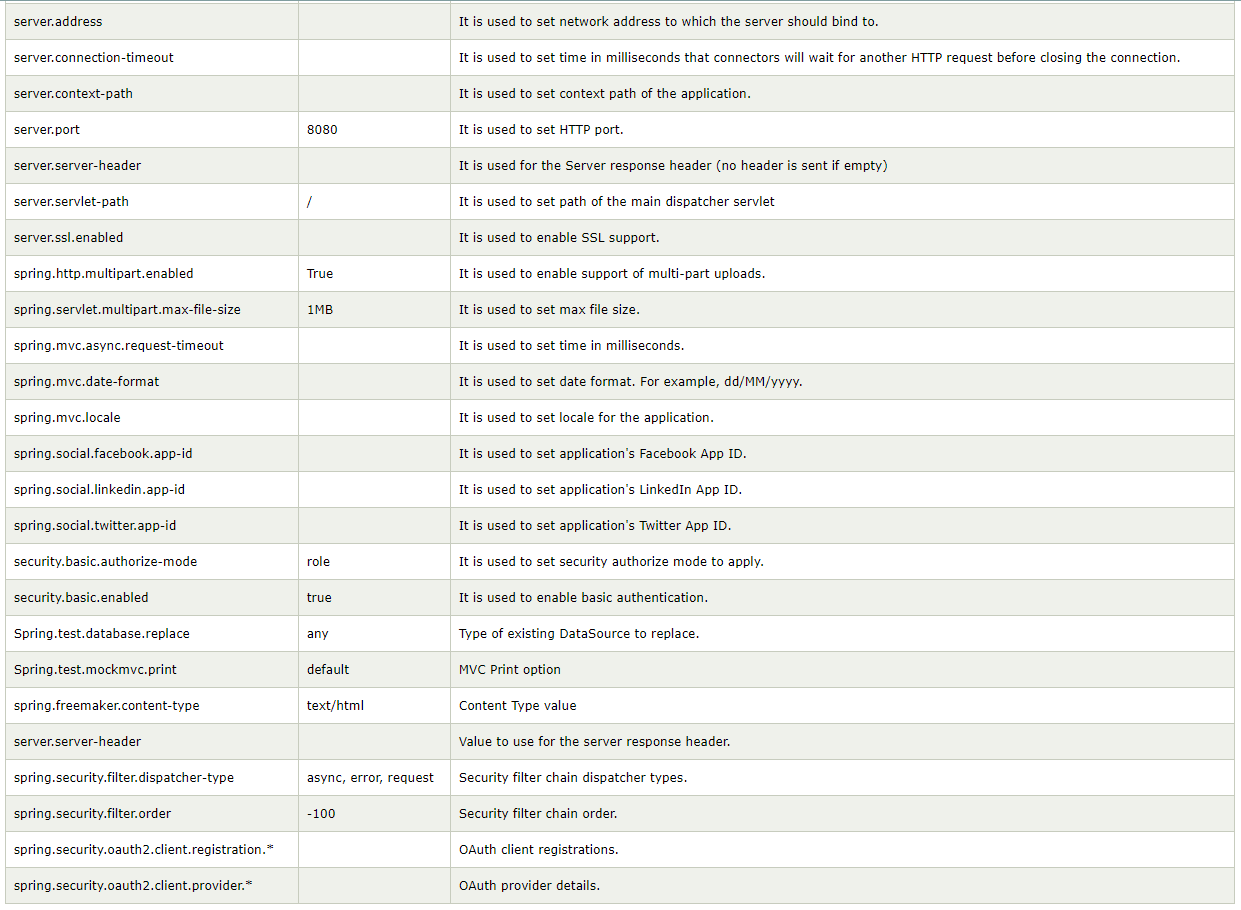 server.address It is used to set network address to which the server should bind to.
server.connection-timeout It is used to set time in milliseconds that connectors will wait for another HTTP request before closing the connection.
server.context-path It is used to set context path of the application.
server.port 8080 It is used to set HTTP port.
server.server-header It is used for the Server response header (no header is sent if empty)
server.servlet-path / It is used to set path of the main dispatcher servlet
server.ssl.enabled It is used to enable SSL support.
spring.http.multipart.enabled True It is used to enable support of multi-part uploads.
spring.servlet.multipart.max-file-size 1MB It is used to set max file size.
spring.mvc.async.request-timeout It is used to set time in milliseconds.
spring.mvc.date-format It is used to set date format. For example, dd/MM/yyyy.
spring.mvc.locale It is used to set locale for the application.
spring.social.facebook.app-id It is used to set application's Facebook App ID.
spring.social.linkedin.app-id It is used to set application's LinkedIn App ID.
spring.social.twitter.app-id It is used to set application's Twitter App ID.
security.basic.authorize-mode role It is used to set security authorize mode to apply.
security.basic.enabled true It is used to enable basic authentication.
Spring.test.database.replace any Type of existing DataSource to replace.
Spring.test.mockmvc.print default MVC Print option
spring.freemaker.content-type text/html Content Type value
server.server-header Value to use for the server response header.
spring.security.filter.dispatcher-type async, error, request Security filter chain dispatcher types.
spring.security.filter.order -100 Security filter chain order.
spring.security.oauth2.client.registration.* OAuth client registrations.
spring.security.oauth2.client.provider.* OAuth provider details.